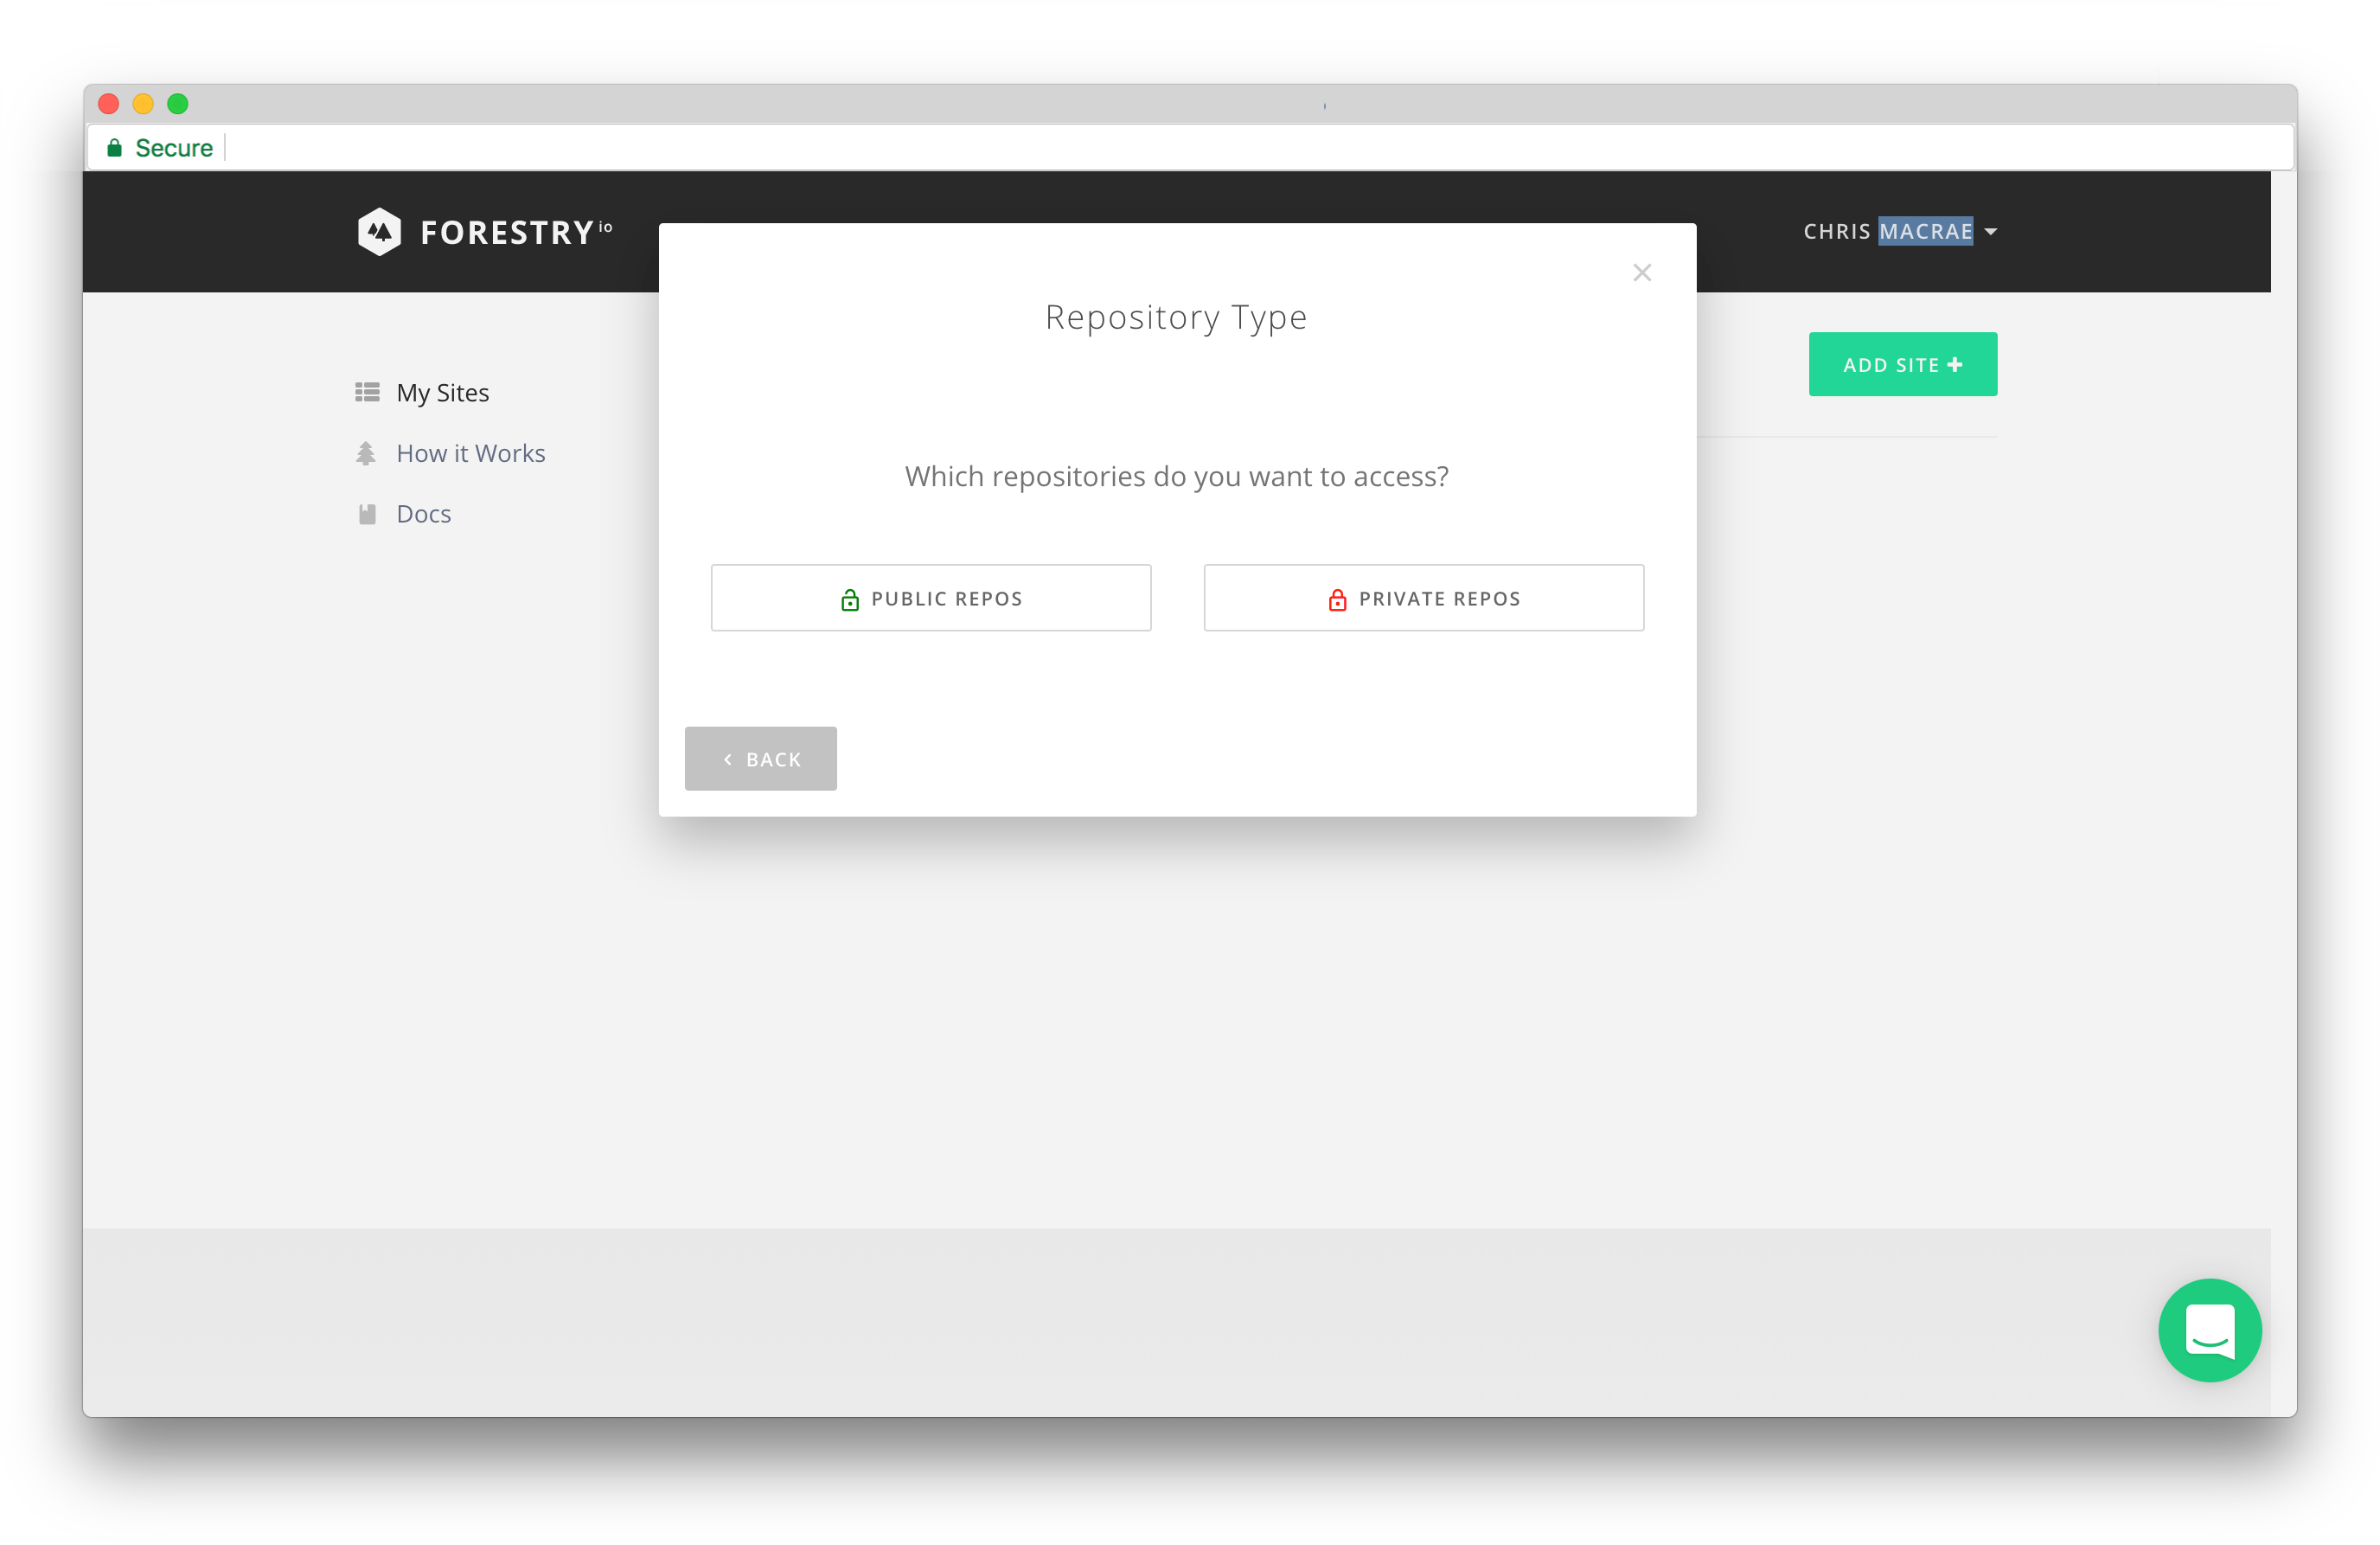 Secure
FORESTRY io
CHRIS MACRAE
Repository Type
ADD SITE
My Sites
How it Works
Docs
Which repositories do you want to access?
PUBLIC REPOS
PRIVATE REPOS
BACK